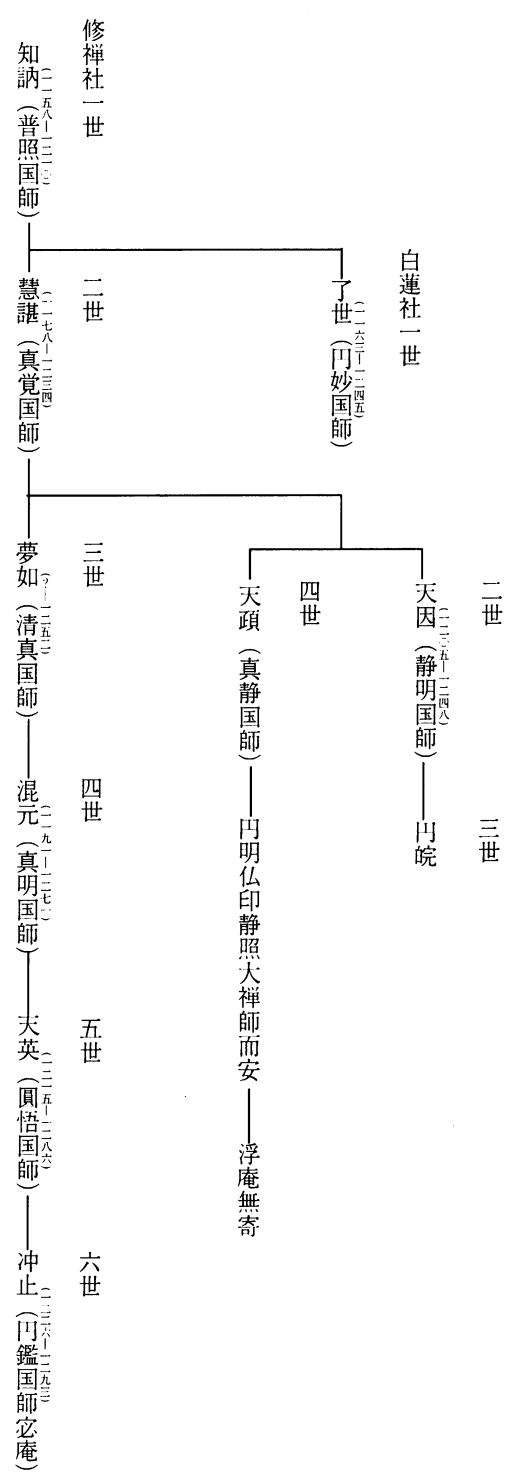 白蓮社一世
了世（円妙国師）
（一一六三―一二四五）
二世
天因（静明国師）
（一二〇五―一二四八）
三世
円皖
四世
天頙（真静国師）
円明仏印静照大禅師而安
浮庵無寄
修禅社一世
知訥（普照国師）
（一一五八―一二一〇）
二世
慧諶（真覚国師）
（一一七八―一二三四）
三世
夢如（清真国師）
（？―一二五二）
四世
混元（真明国師）
（一一九一―一二七一）
五世
天英（圓悟国師）
（一二一五―一二八六）
六世
冲止（円鑑国師宓庵）
（一二二六―一二九三）